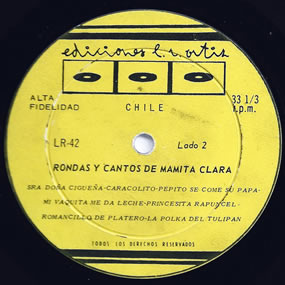 ediciones l.r. ortiz
ALTA 33 1/3
FIDELIDAD CHILE r.p.m.
LR-42 Lado 2
RONDAS Y CANTOS DE MAMITA CLARA
SRA DOÑA CIGUEÑA-CARACOLITO-PEPITO SE COME SU PAPA-
MI VAQUITA ME DA LECHE-PRINCESITA RAPUNCEL-
ROMANCILLO DE PLATERO-LA POLKA DEL TULIPAN
TODOS LOS DERECHOS RESERVADOS